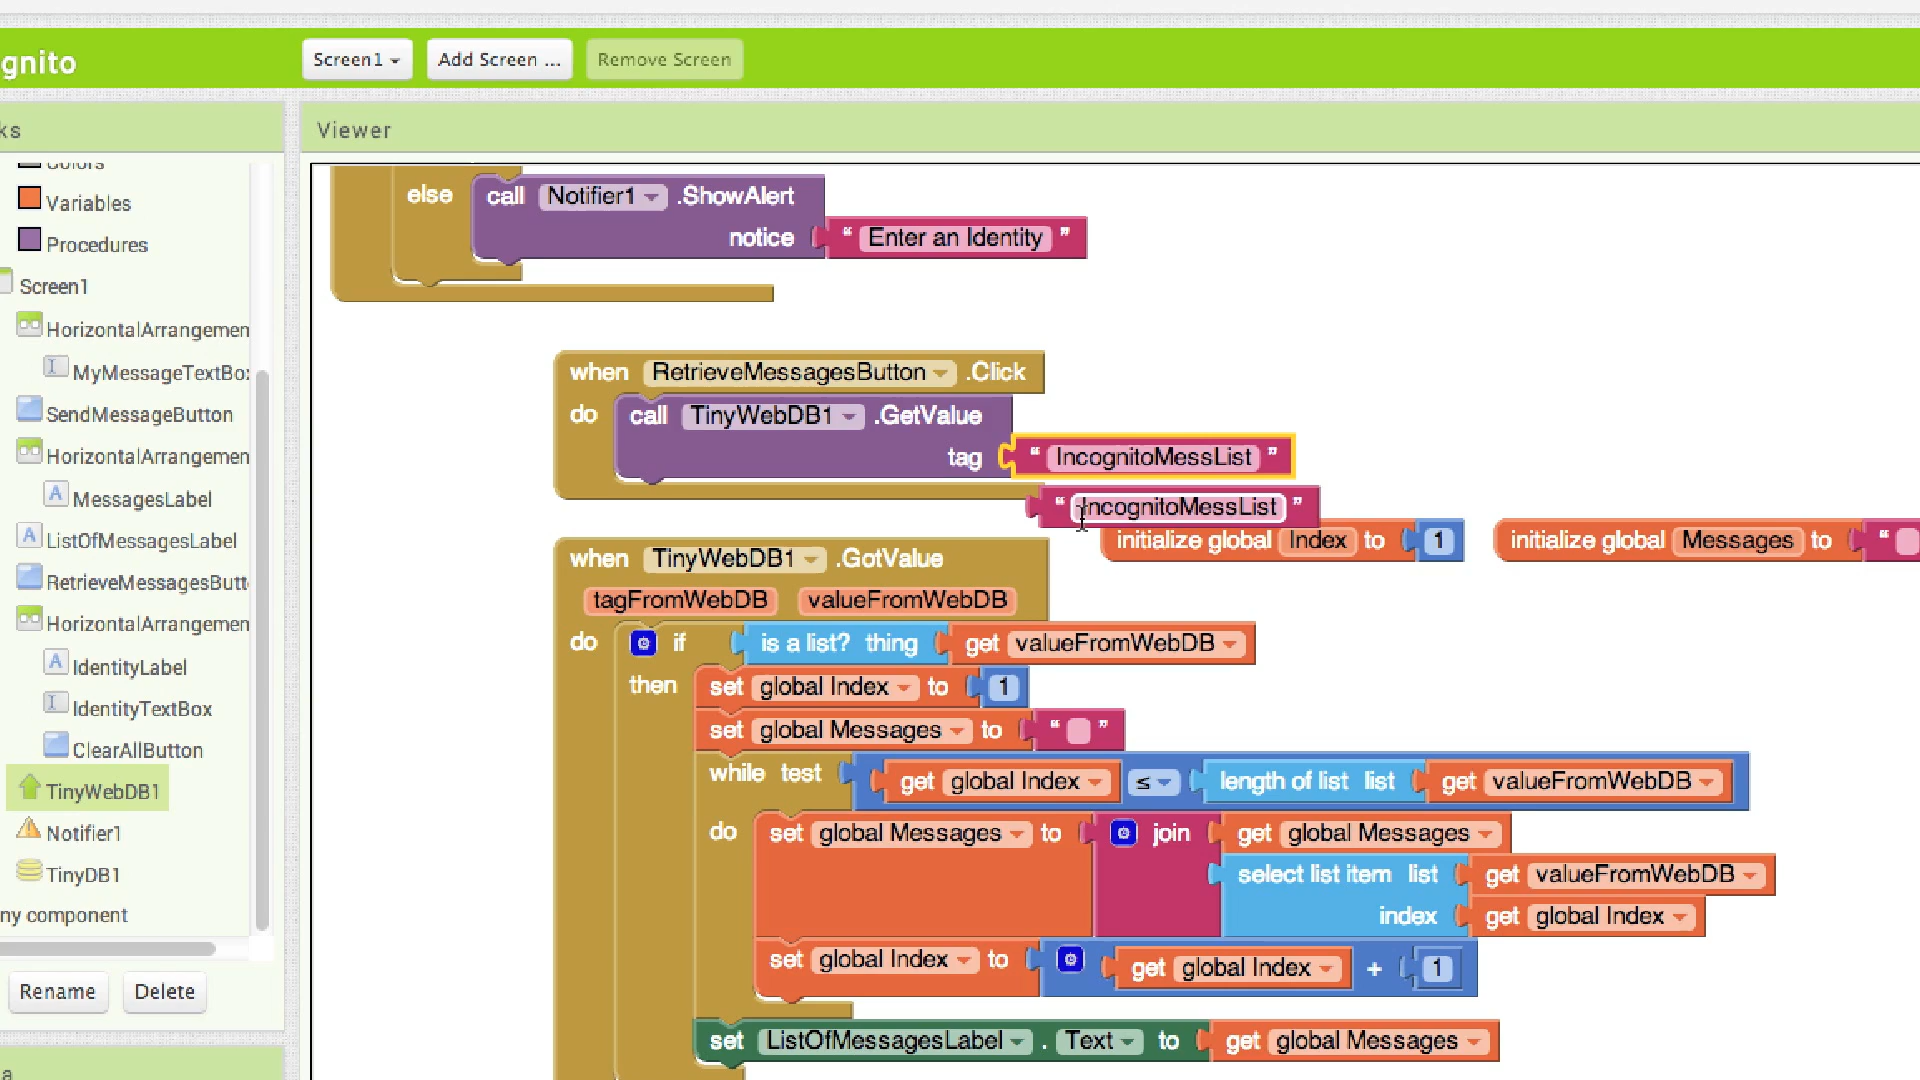 gnito
Screen1
Add Screen ...
Remove Screen
ks
Viewer
Colors
Variables
Procedures
Screen1
HorizontalArrangemen
MyMessageTextBo
SendMessageButton
HorizontalArrangemen
MessagesLabel
ListOfMessagesLabel
RetrieveMessagesButt
HorizontalArrangemen
IdentityLabel
IdentityTextBox
ClearAllButton
TinyWebDB1
Notifier1
TinyDB1
ny component
Rename
Delete
a
else call Notifier1 .ShowAlert
notice “ Enter an Identity ”
when RetrieveMessagesButton .Click
do call TinyWebDB1 .GetValue
tag “ IncognitoMessList ”
“ IncognitoMessList ”
initialize global Index to 1
initialize global Messages to “
when TinyWebDB1 .GotValue
tagFromWebDB valueFromWebDB
do if is a list? thing get valueFromWebDB
then set global Index to 1
set global Messages to “ ”
while test get global Index ≤ length of list list get valueFromWebDB
do set global Messages to join get global Messages
select list item list get valueFromWebDB
index get global Index
set global Index to get global Index + 1
set ListOfMessagesLabel . Text to get global Messages